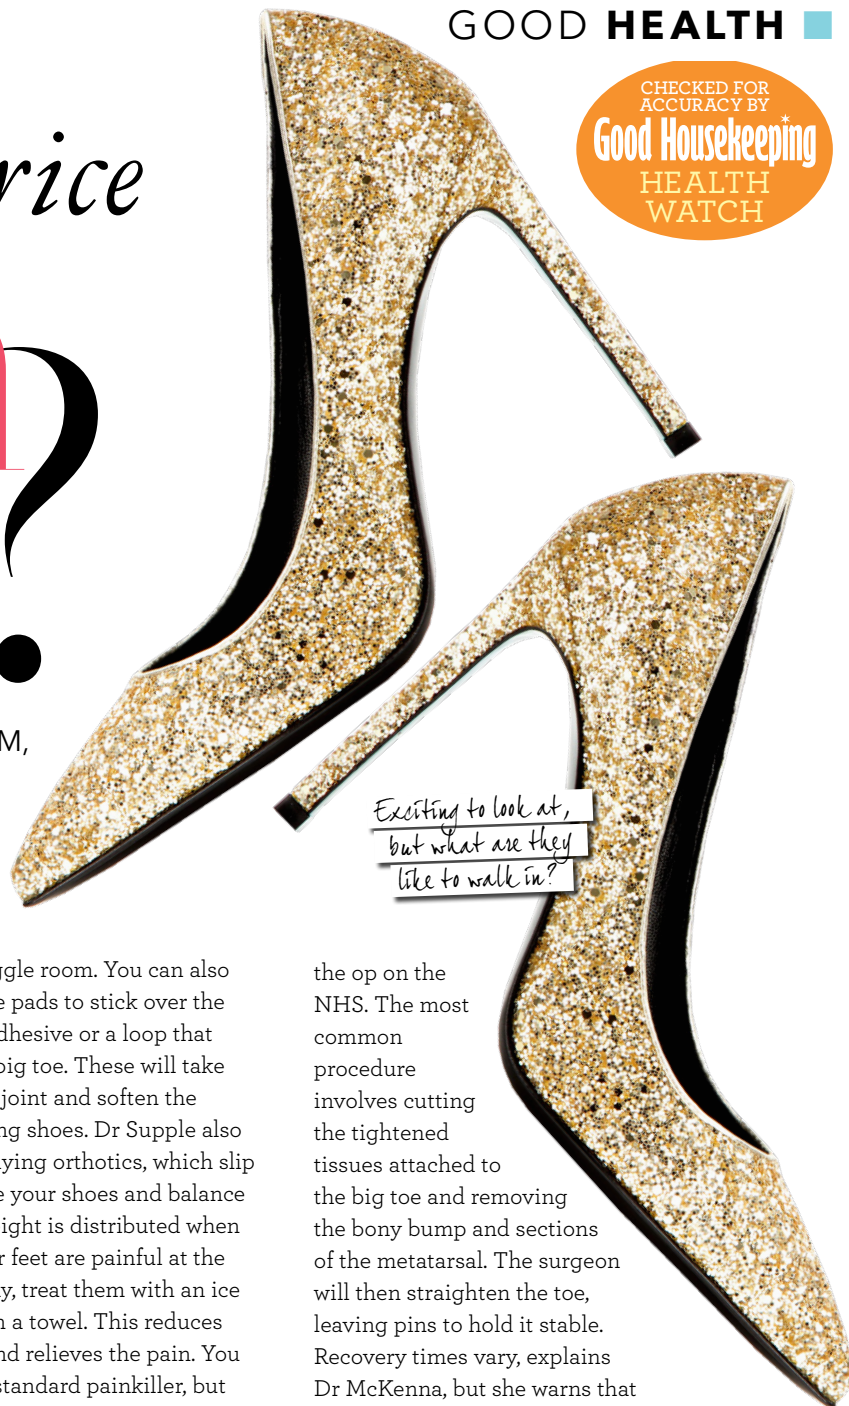 GOOD HEALTH
CHECKED FOR
ACCURACY BY
Good Housekeeping
HEALTH
WATCH
rice
?
M,
Exciting to look at,
but what are they
like to walk in?
ggle room. You can also
e pads to stick over the
dhesive or a loop that
big toe. These will take
joint and soften the
ng shoes. Dr Supple also
ying orthotics, which slip
e your shoes and balance
eight is distributed when
r feet are painful at the
y, treat them with an ice
n a towel. This reduces
nd relieves the pain. You
standard painkiller, but
the op on the
NHS. The most
common
procedure
involves cutting
the tightened
tissues attached to
the big toe and removing
the bony bump and sections
of the metatarsal. The surgeon
will then straighten the toe,
leaving pins to hold it stable.
Recovery times vary, explains
Dr McKenna, but she warns that